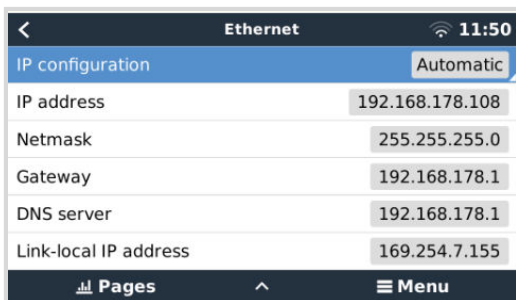 Ethernet 11:50
IP configuration Automatic
IP address 192.168.178.108
Netmask 255.255.255.0
Gateway 192.168.178.1
DNS server 192.168.178.1
Link-local IP address 169.254.7.155
Pages Menu